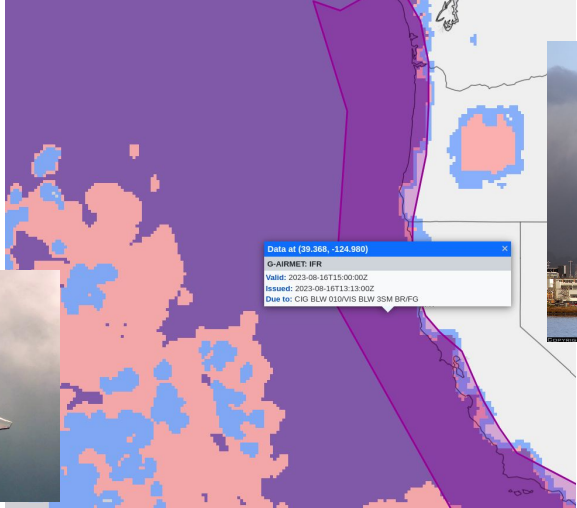 Data at (39.368, -124.980) ×
G-AIRMET: IFR
Valid: 2023-08-16T15:00:00Z
Issued: 2023-08-16T13:13:00Z
Due to: CIG BLW 010/VIS BLW 3SM BR/FG